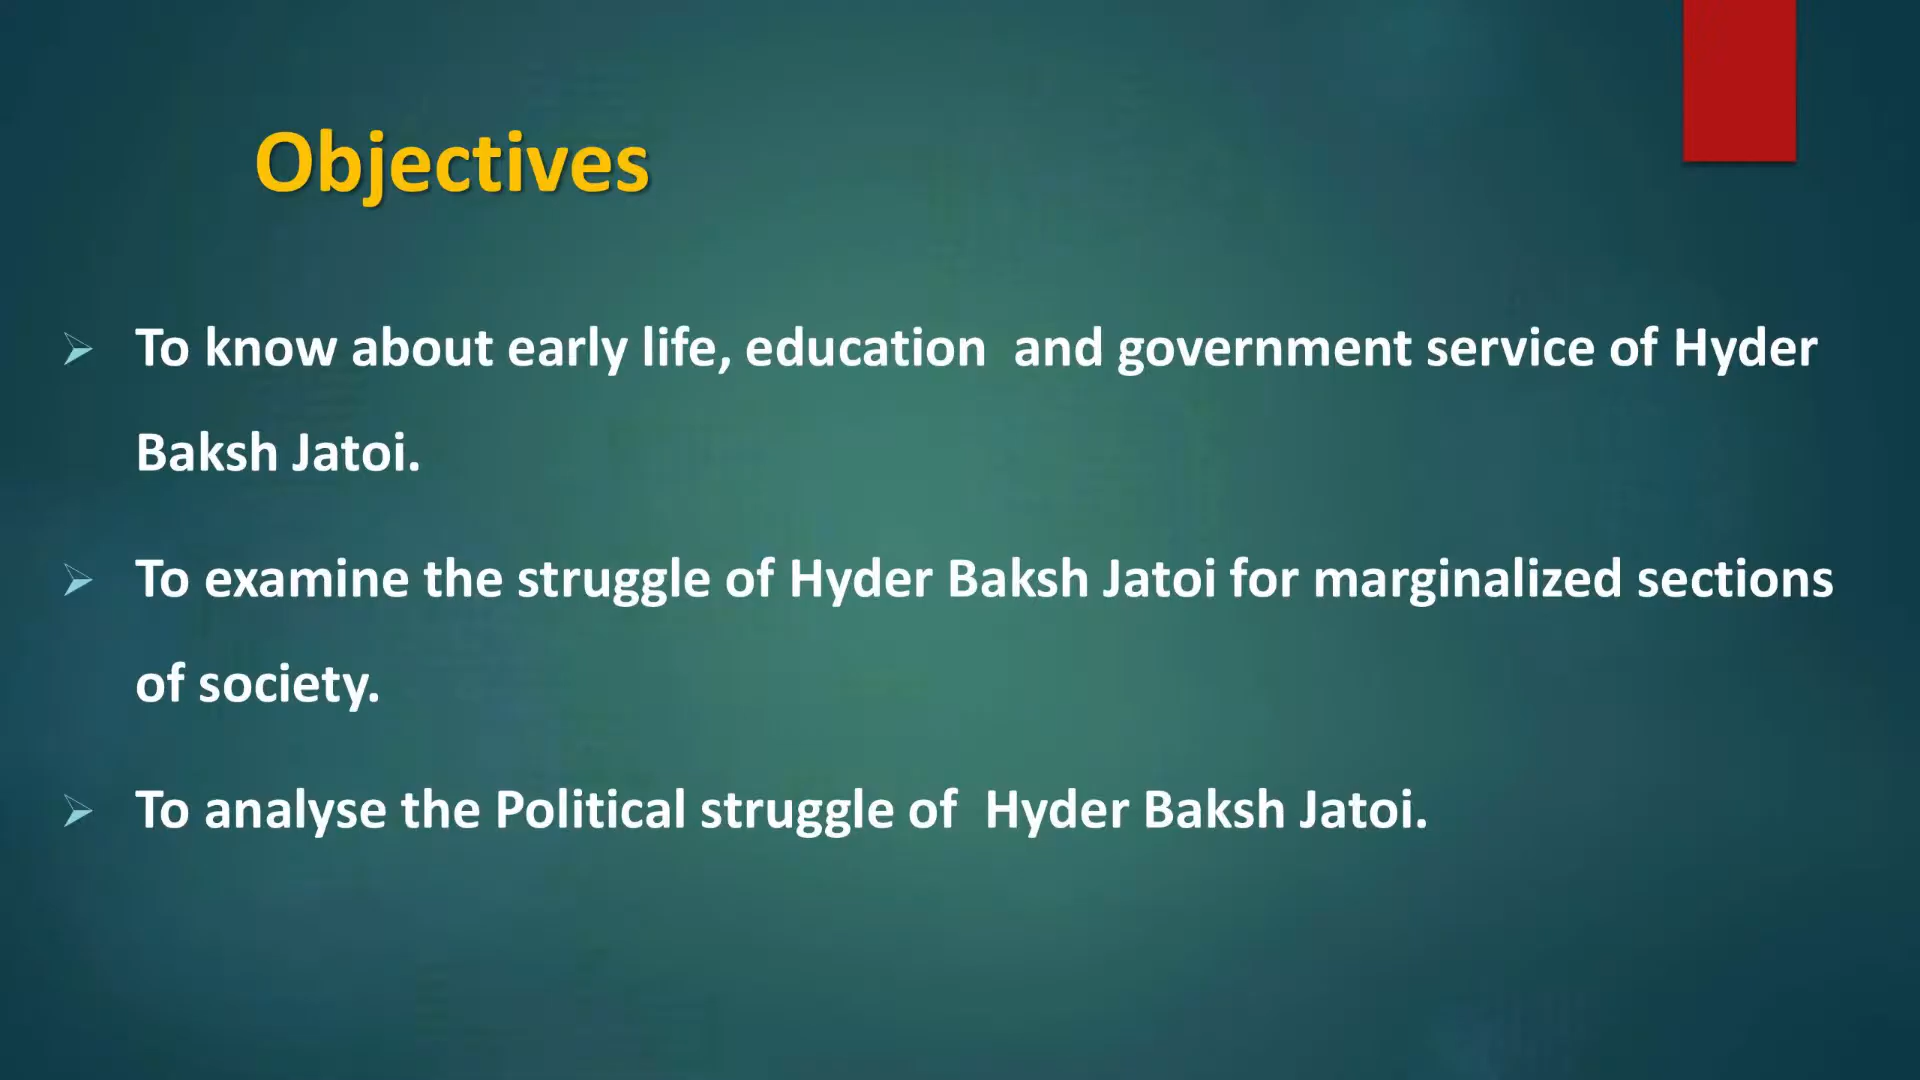 Objectives
To know about early life, education  and government service of Hyder
Baksh Jatoi.
To examine the struggle of Hyder Baksh Jatoi for marginalized sections
of society.
To analyse the Political struggle of  Hyder Baksh Jatoi.